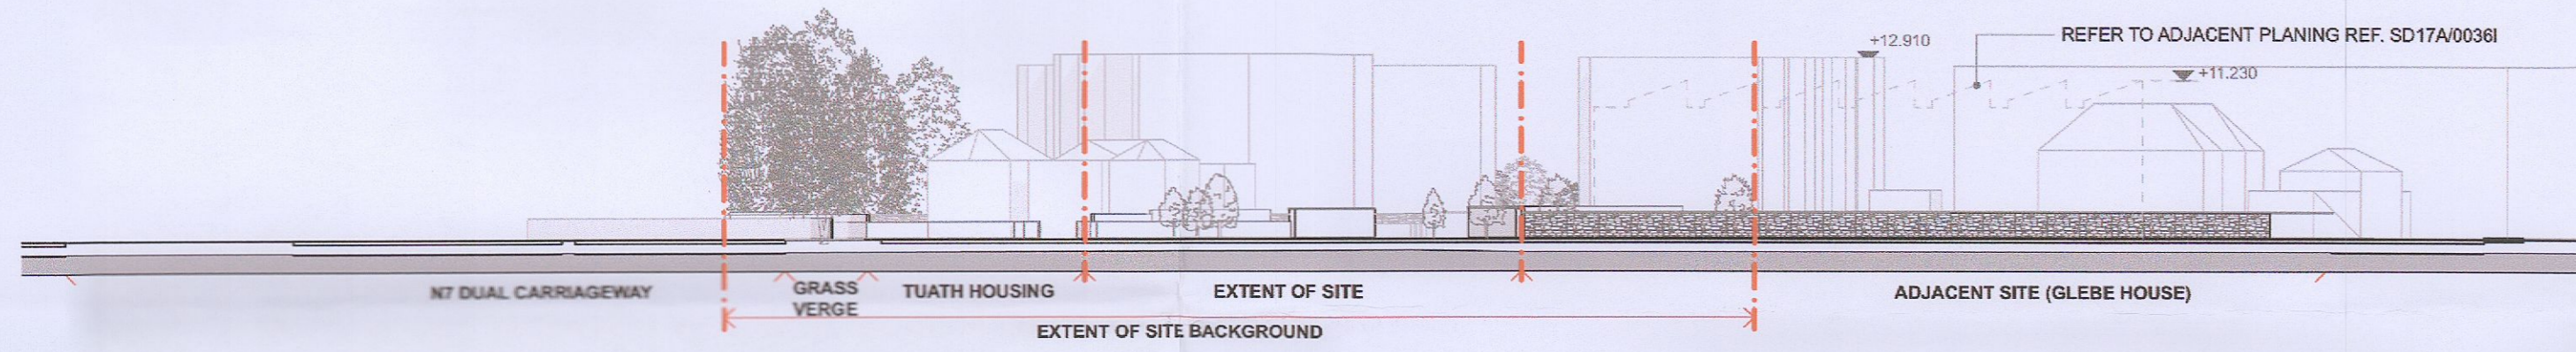 REFER TO ADJACENT PLANING REF. SD17A/0036I
+12.910
+11.230
N7 DUAL CARRIAGEWAY
GRASS
VERGE
TUATH HOUSING
EXTENT OF SITE
ADJACENT SITE (GLEBE HOUSE)
EXTENT OF SITE BACKGROUND